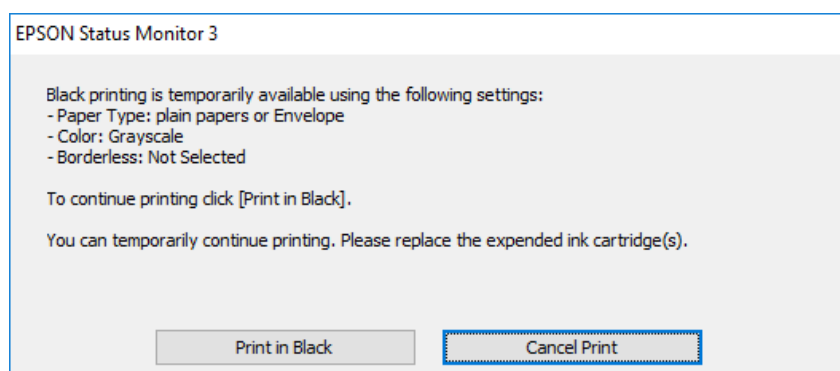 EPSON Status Monitor 3
Black printing is temporarily available using the following settings:
- Paper Type: plain papers or Envelope
- Color: Grayscale
- Borderless: Not Selected
To continue printing click [Print in Black].
You can temporarily continue printing. Please replace the expended ink cartridge(s).
Print in Black
Cancel Print